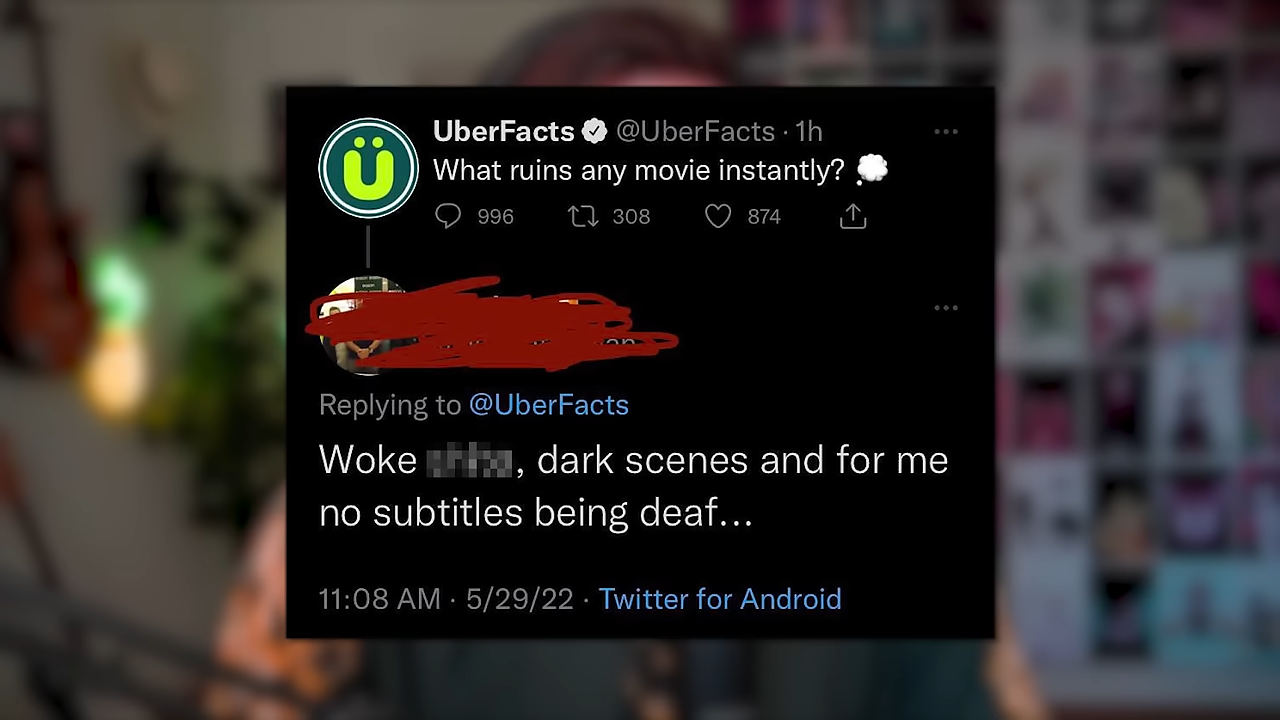 UberFacts @UberFacts · 1h
What ruins any movie instantly? 💭
996 308 874
Replying to @UberFacts
Woke , dark scenes and for me
no subtitles being deaf...
11:08 AM · 5/29/22 · Twitter for Android